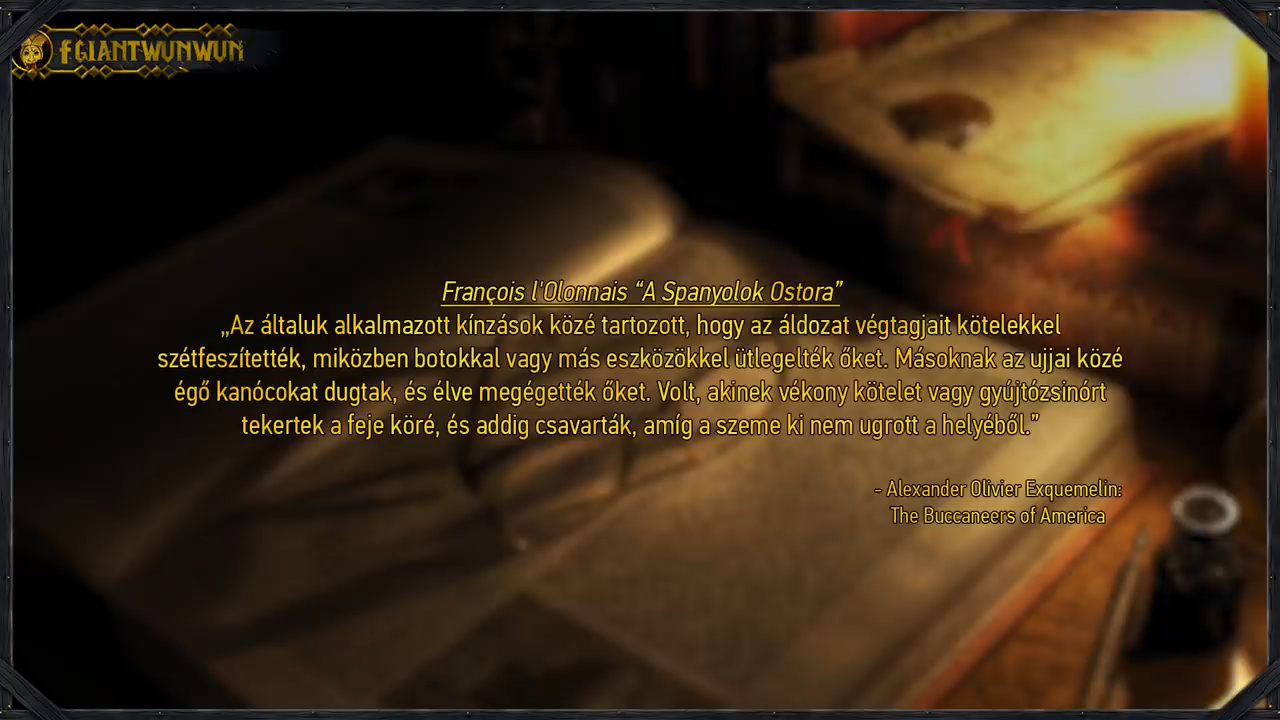 fGIANTWUNWUN
François l'Olonnais “A Spanyolok Ostora”
„Az általuk alkalmazott kínzások közé tartozott, hogy az áldozat végtagjait kötelekkel
szétfeszítették, miközben botokkal vagy más eszközökkel ütlegelték őket. Másoknak az ujjai közé
égő kanócokat dugtak, és élve megégették őket. Volt, akinek vékony kötelet vagy gyújtózsinórt
tekertek a feje köré, és addig csavarták, amíg a szeme ki nem ugrott a helyéből.”
- Alexander Olivier Exquemelin:
The Buccaneers of America